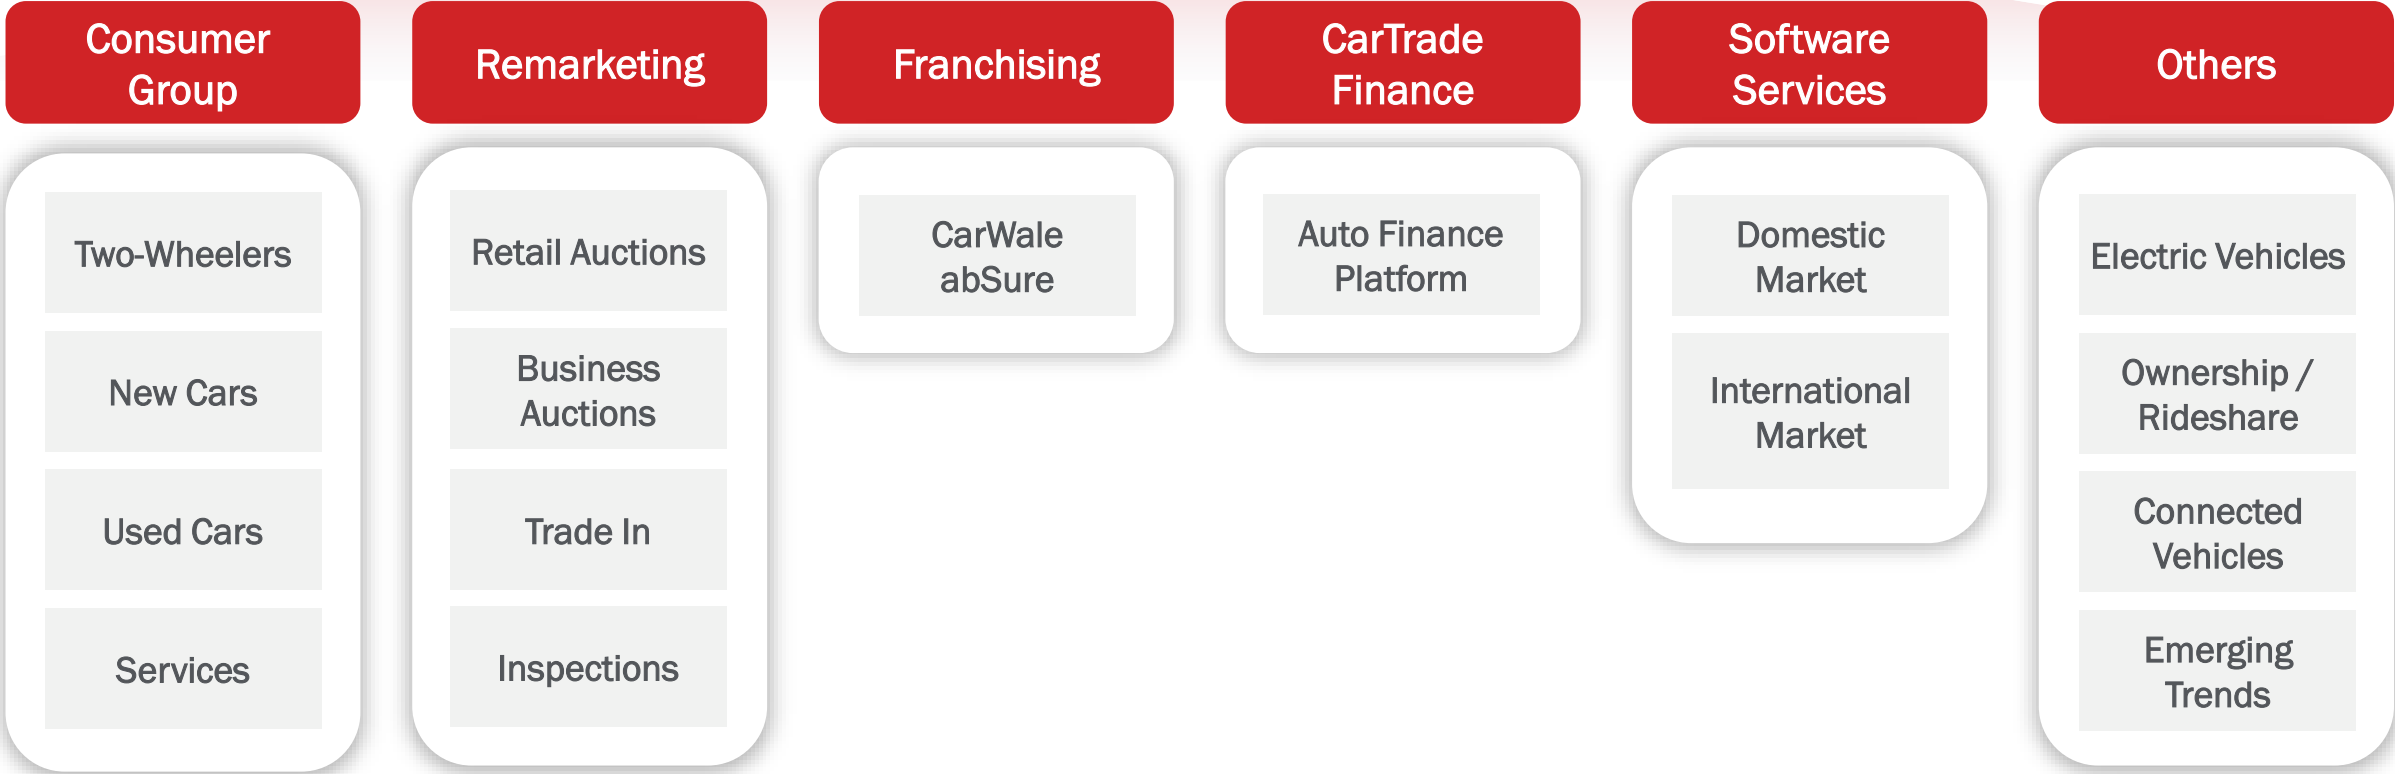 Consumer
Group
Two-Wheelers
New Cars
Used Cars
Services
Remarketing
Retail Auctions
Business
Auctions
Trade In
Inspections
Franchising
CarWale
abSure
CarTrade
Finance
Auto Finance
Platform
Software
Services
Domestic
Market
International
Market
Others
Electric Vehicles
Ownership /
Rideshare
Connected
Vehicles
Emerging
Trends